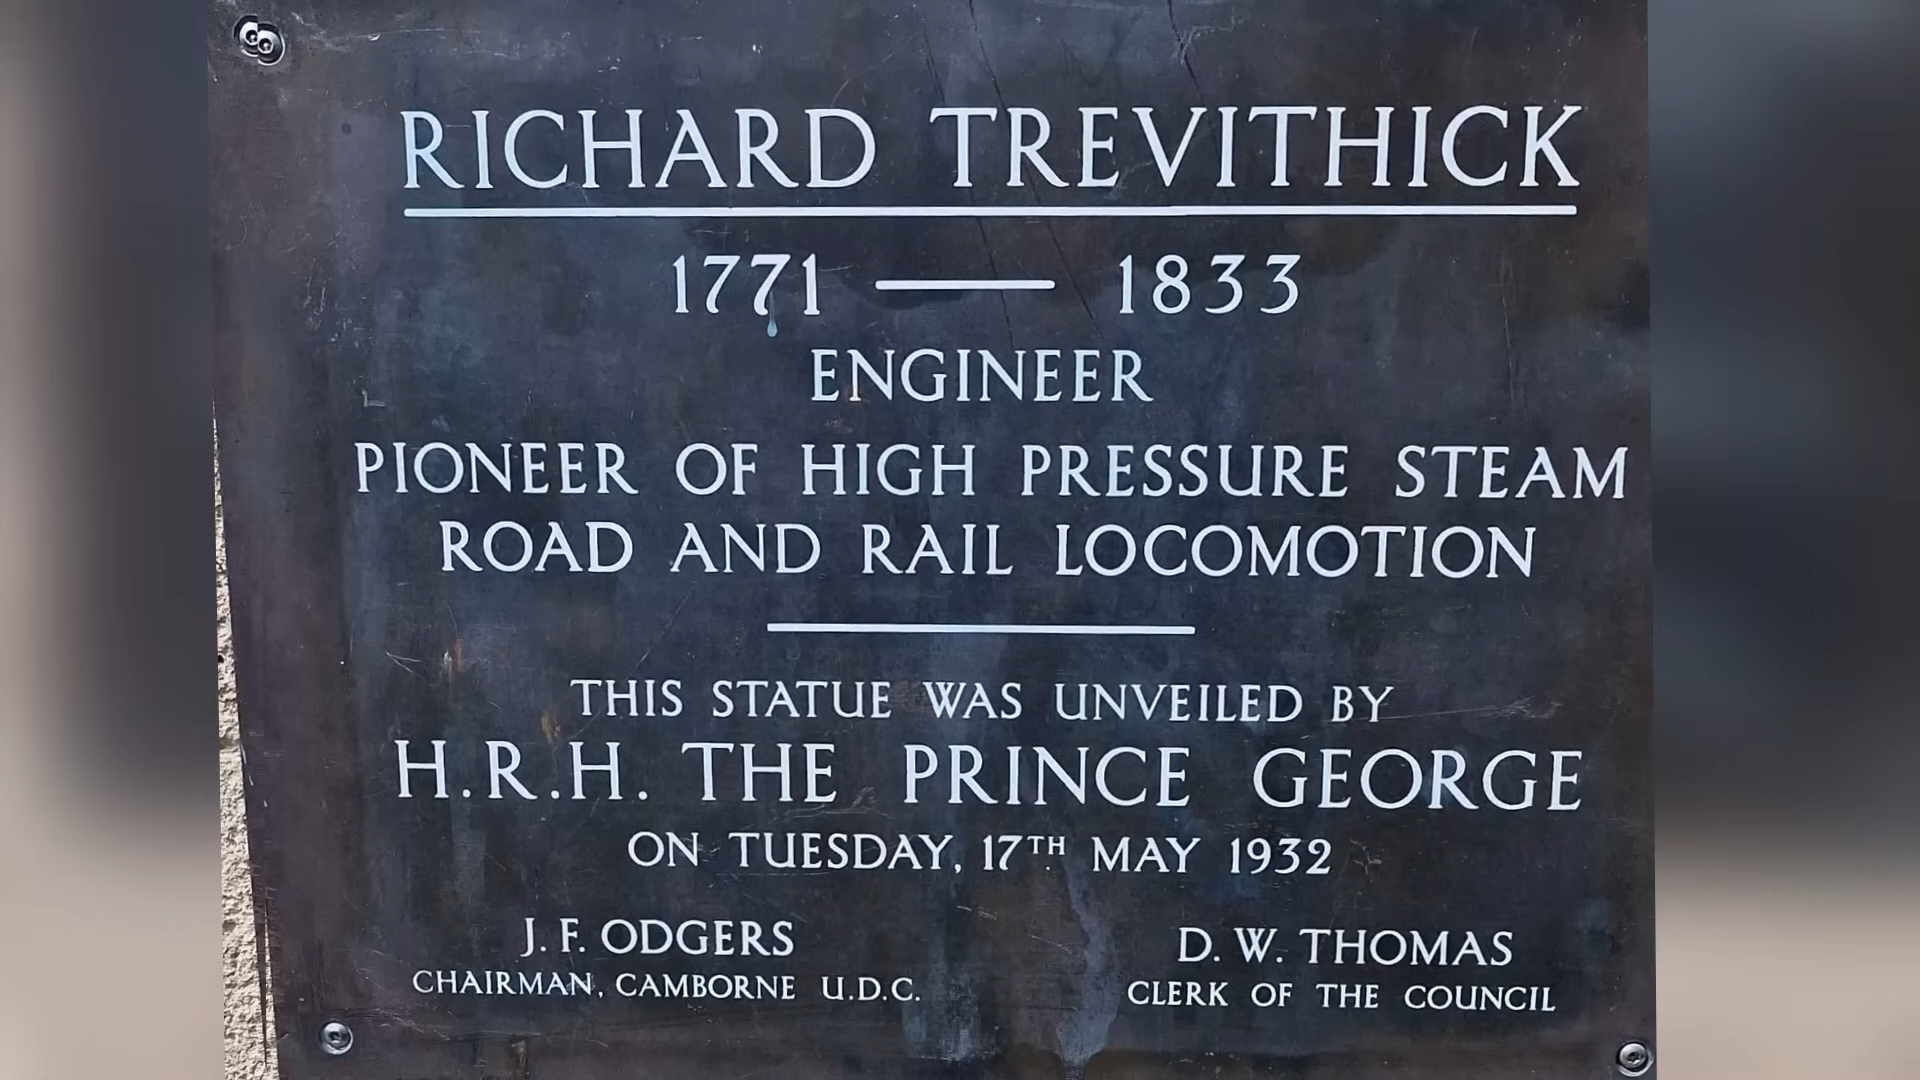 RICHARD TREVITHICK
1771 — 1833
ENGINEER
PIONEER OF HIGH PRESSURE STEAM
ROAD AND RAIL LOCOMOTION
THIS STATUE WAS UNVEILED BY
H.R.H. THE PRINCE GEORGE
ON TUESDAY, 17TH MAY 1932
J. F. ODGERS
CHAIRMAN, CAMBORNE U.D.C.
D. W. THOMAS
CLERK OF THE COUNCIL